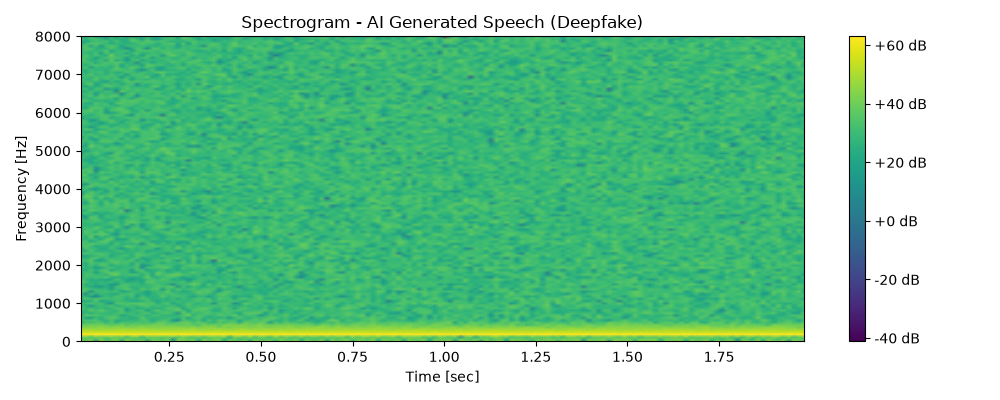 Spectrogram - AI Generated Speech (Deepfake)
8000
7000
6000
5000
4000
3000
2000
1000
0
Frequency [Hz]
0.25 0.50 0.75 1.00 1.25 1.50 1.75
Time [sec]
+60 dB
+40 dB
+20 dB
+0 dB
-20 dB
-40 dB